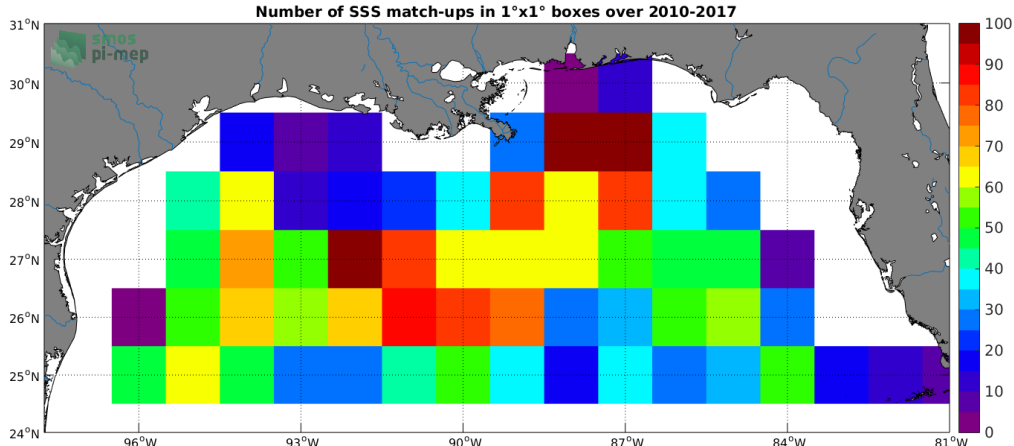 Number of SSS match-ups in 1°x1° boxes over 2010-2017
smos
pi-mep
31°N
30°N
29°N
28°N
27°N
26°N
25°N
24°N
96°W
93°W
90°W
87°W
84°W
81°W
100
90
80
70
60
50
40
30
20
10
0